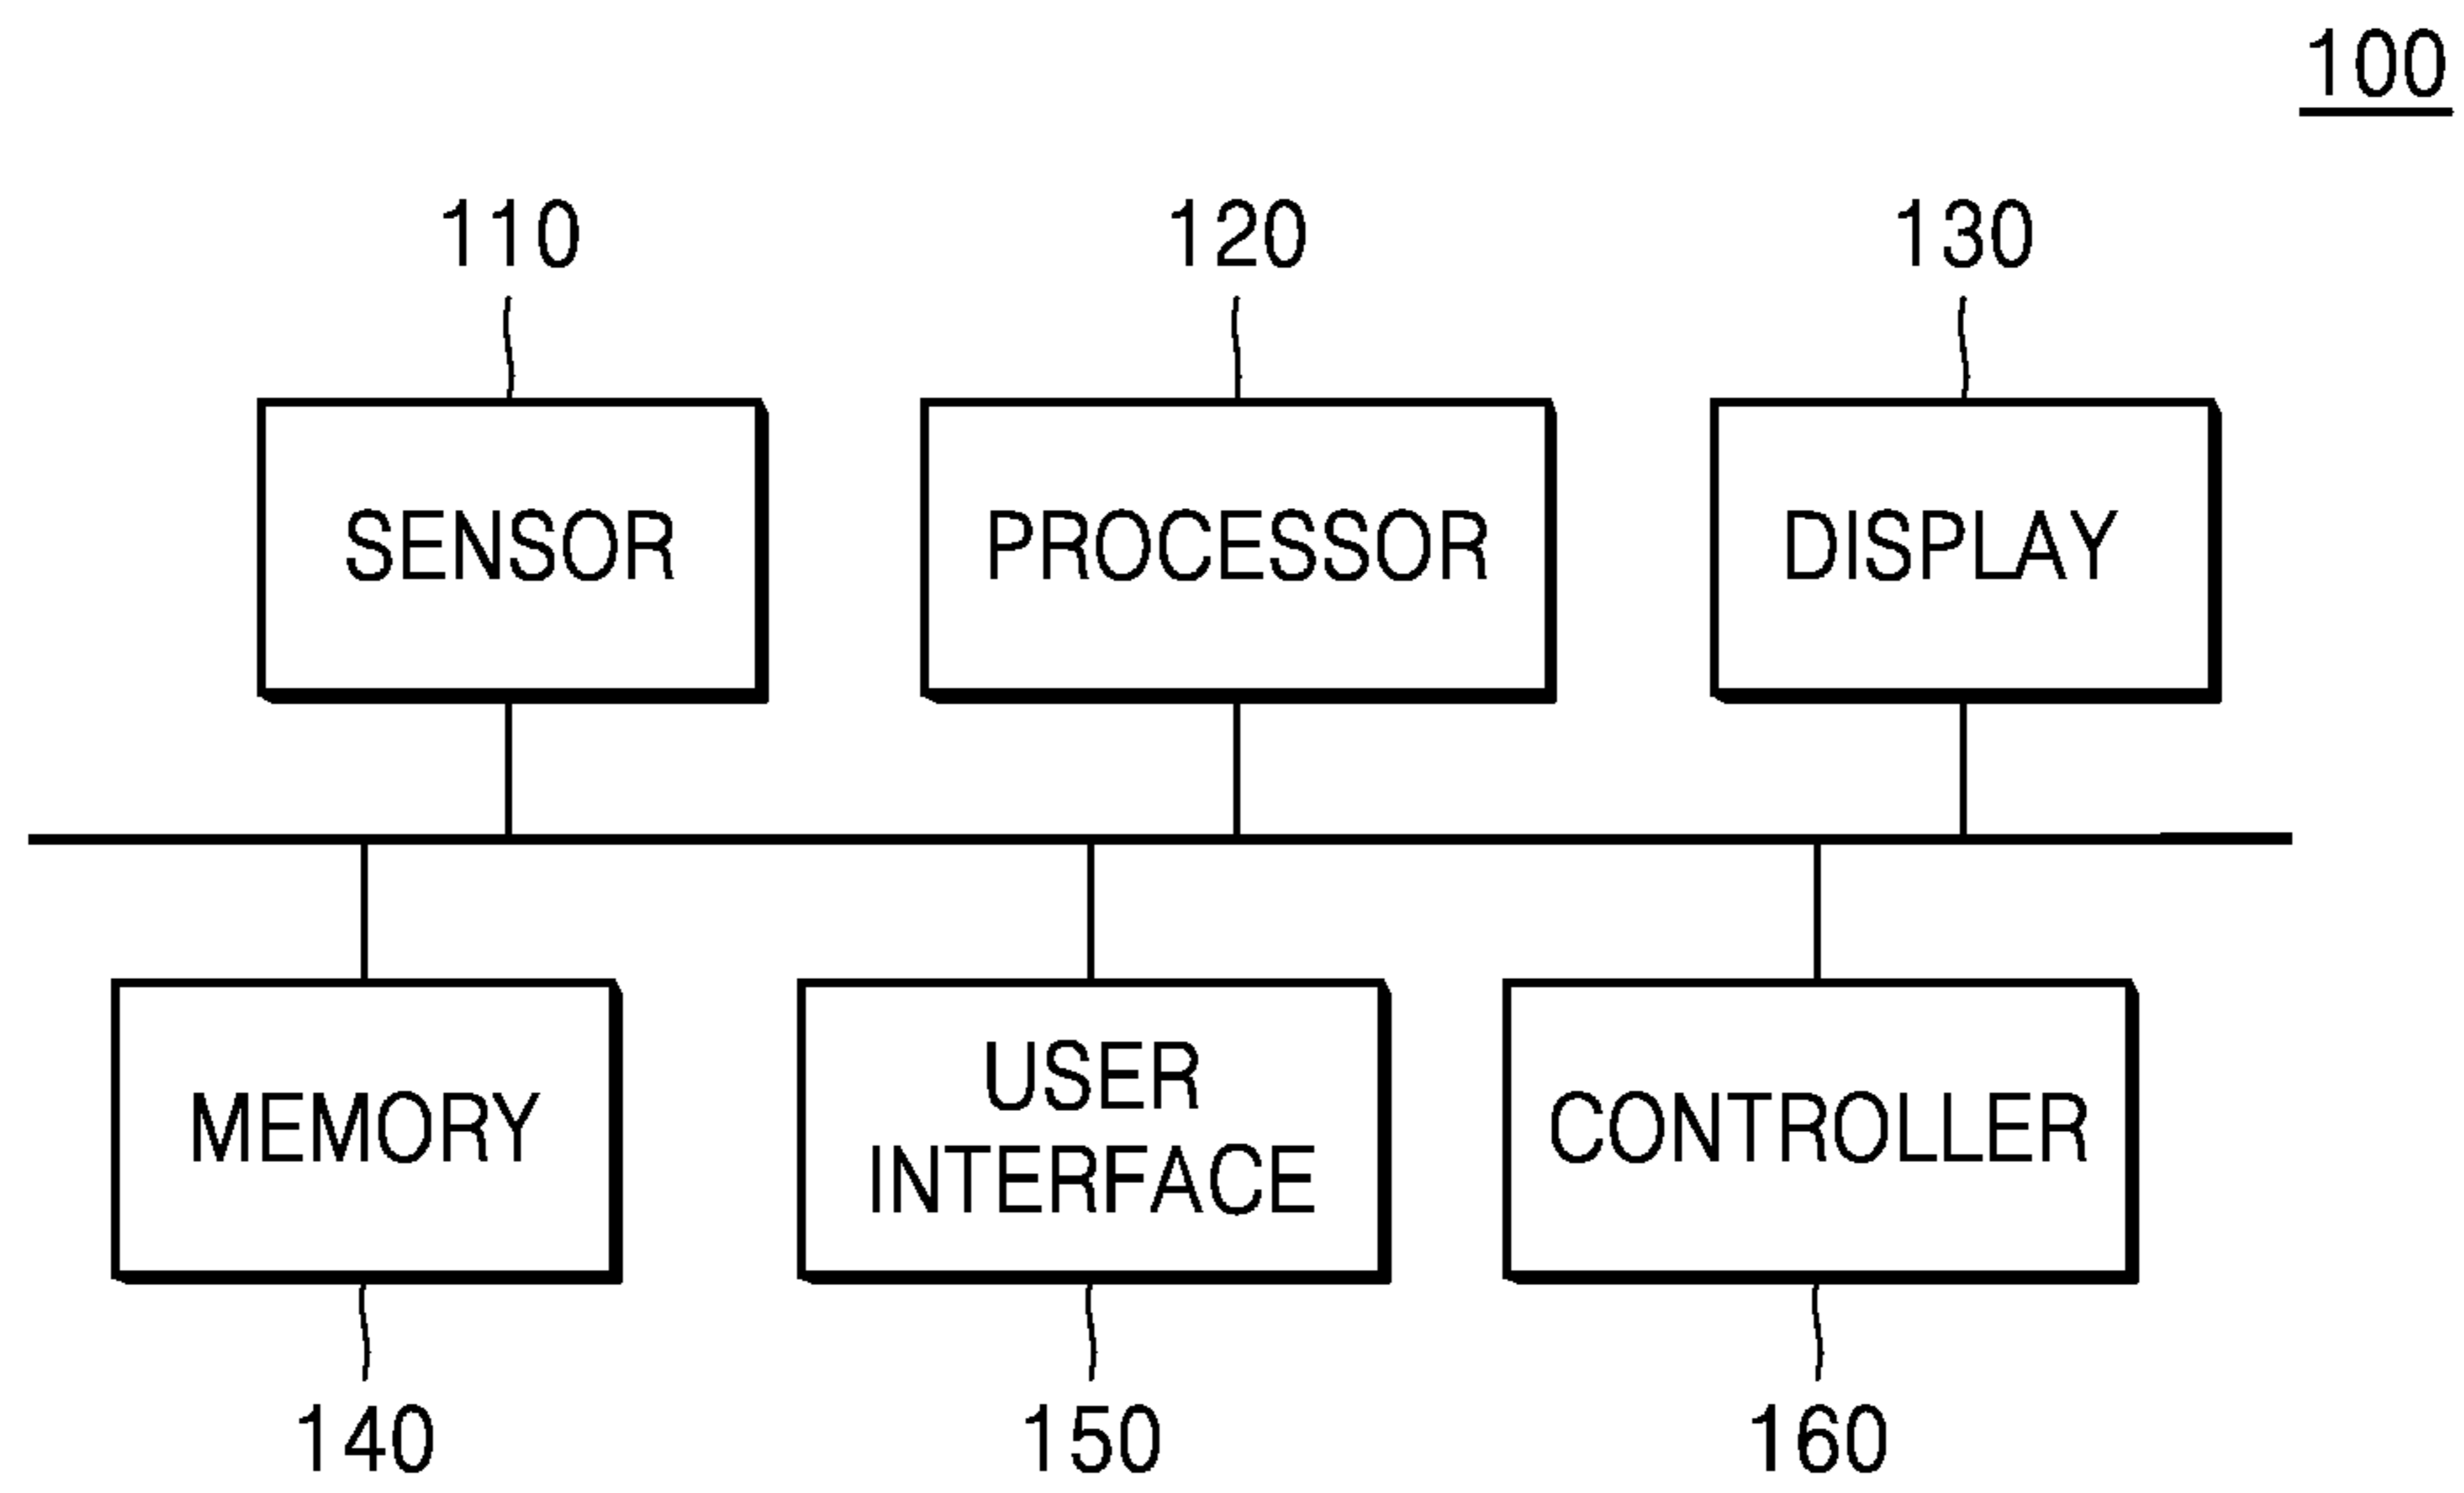 100
110
120
130
SENSOR
PROCESSOR
DISPLAY
MEMORY
USER
INTERFACE
CONTROLLER
140
150
160